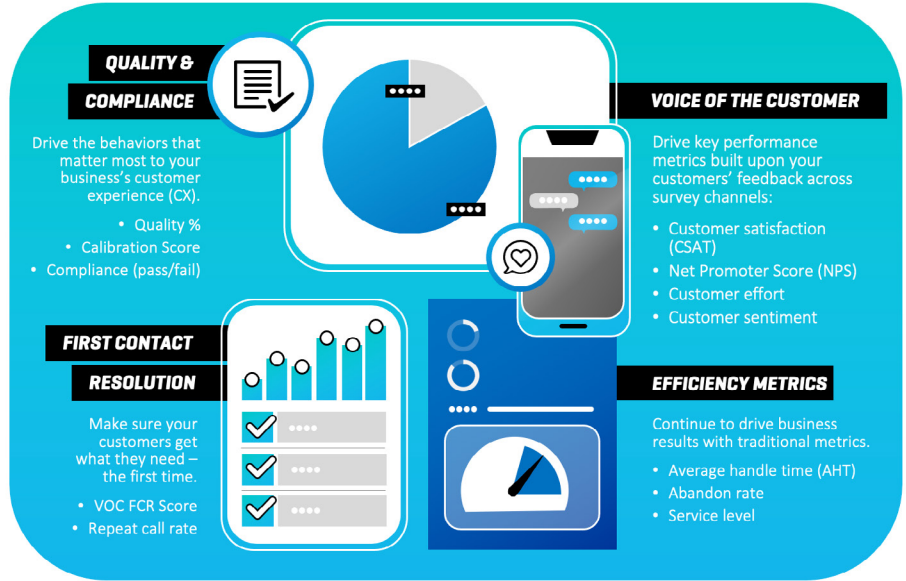 QUALITY &
COMPLIANCE
Drive the behaviors that
matter most to your
business's customer
experience (CX).
• Quality %
• Calibration Score
• Compliance (pass/fail)
VOICE OF THE CUSTOMER
Drive key performance
metrics built upon your
customers' feedback across
survey channels:
• Customer satisfaction
(CSAT)
• Net Promoter Score (NPS)
• Customer effort
• Customer sentiment
FIRST CONTACT
RESOLUTION
Make sure your
customers get
what they need –
the first time.
• VOC FCR Score
• Repeat call rate
EFFICIENCY METRICS
Continue to drive business
results with traditional metrics.
• Average handle time (AHT)
• Abandon rate
• Service level